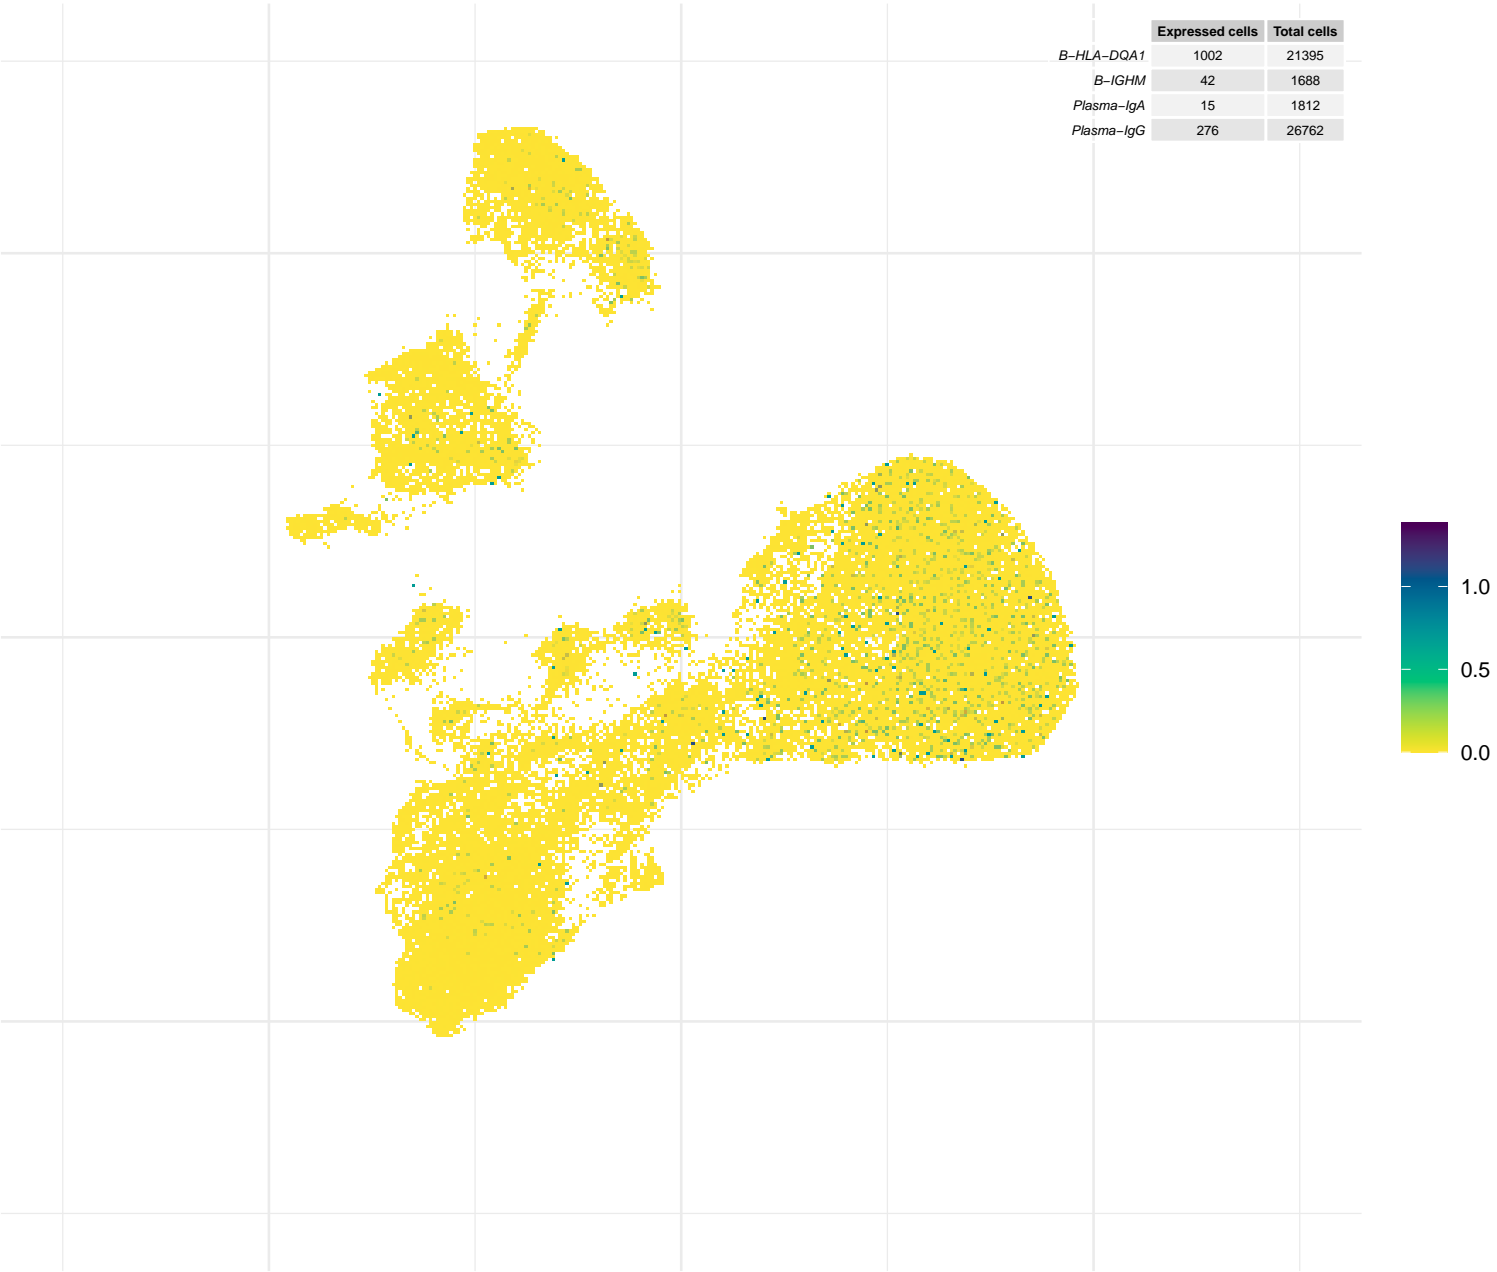 Expressed cells Total cells
B−HLA−DQA1 1002 21395
B−IGHM 42 1688
Plasma−IgA 15 1812
Plasma−IgG 276 26762
1.0
0.5
0.0